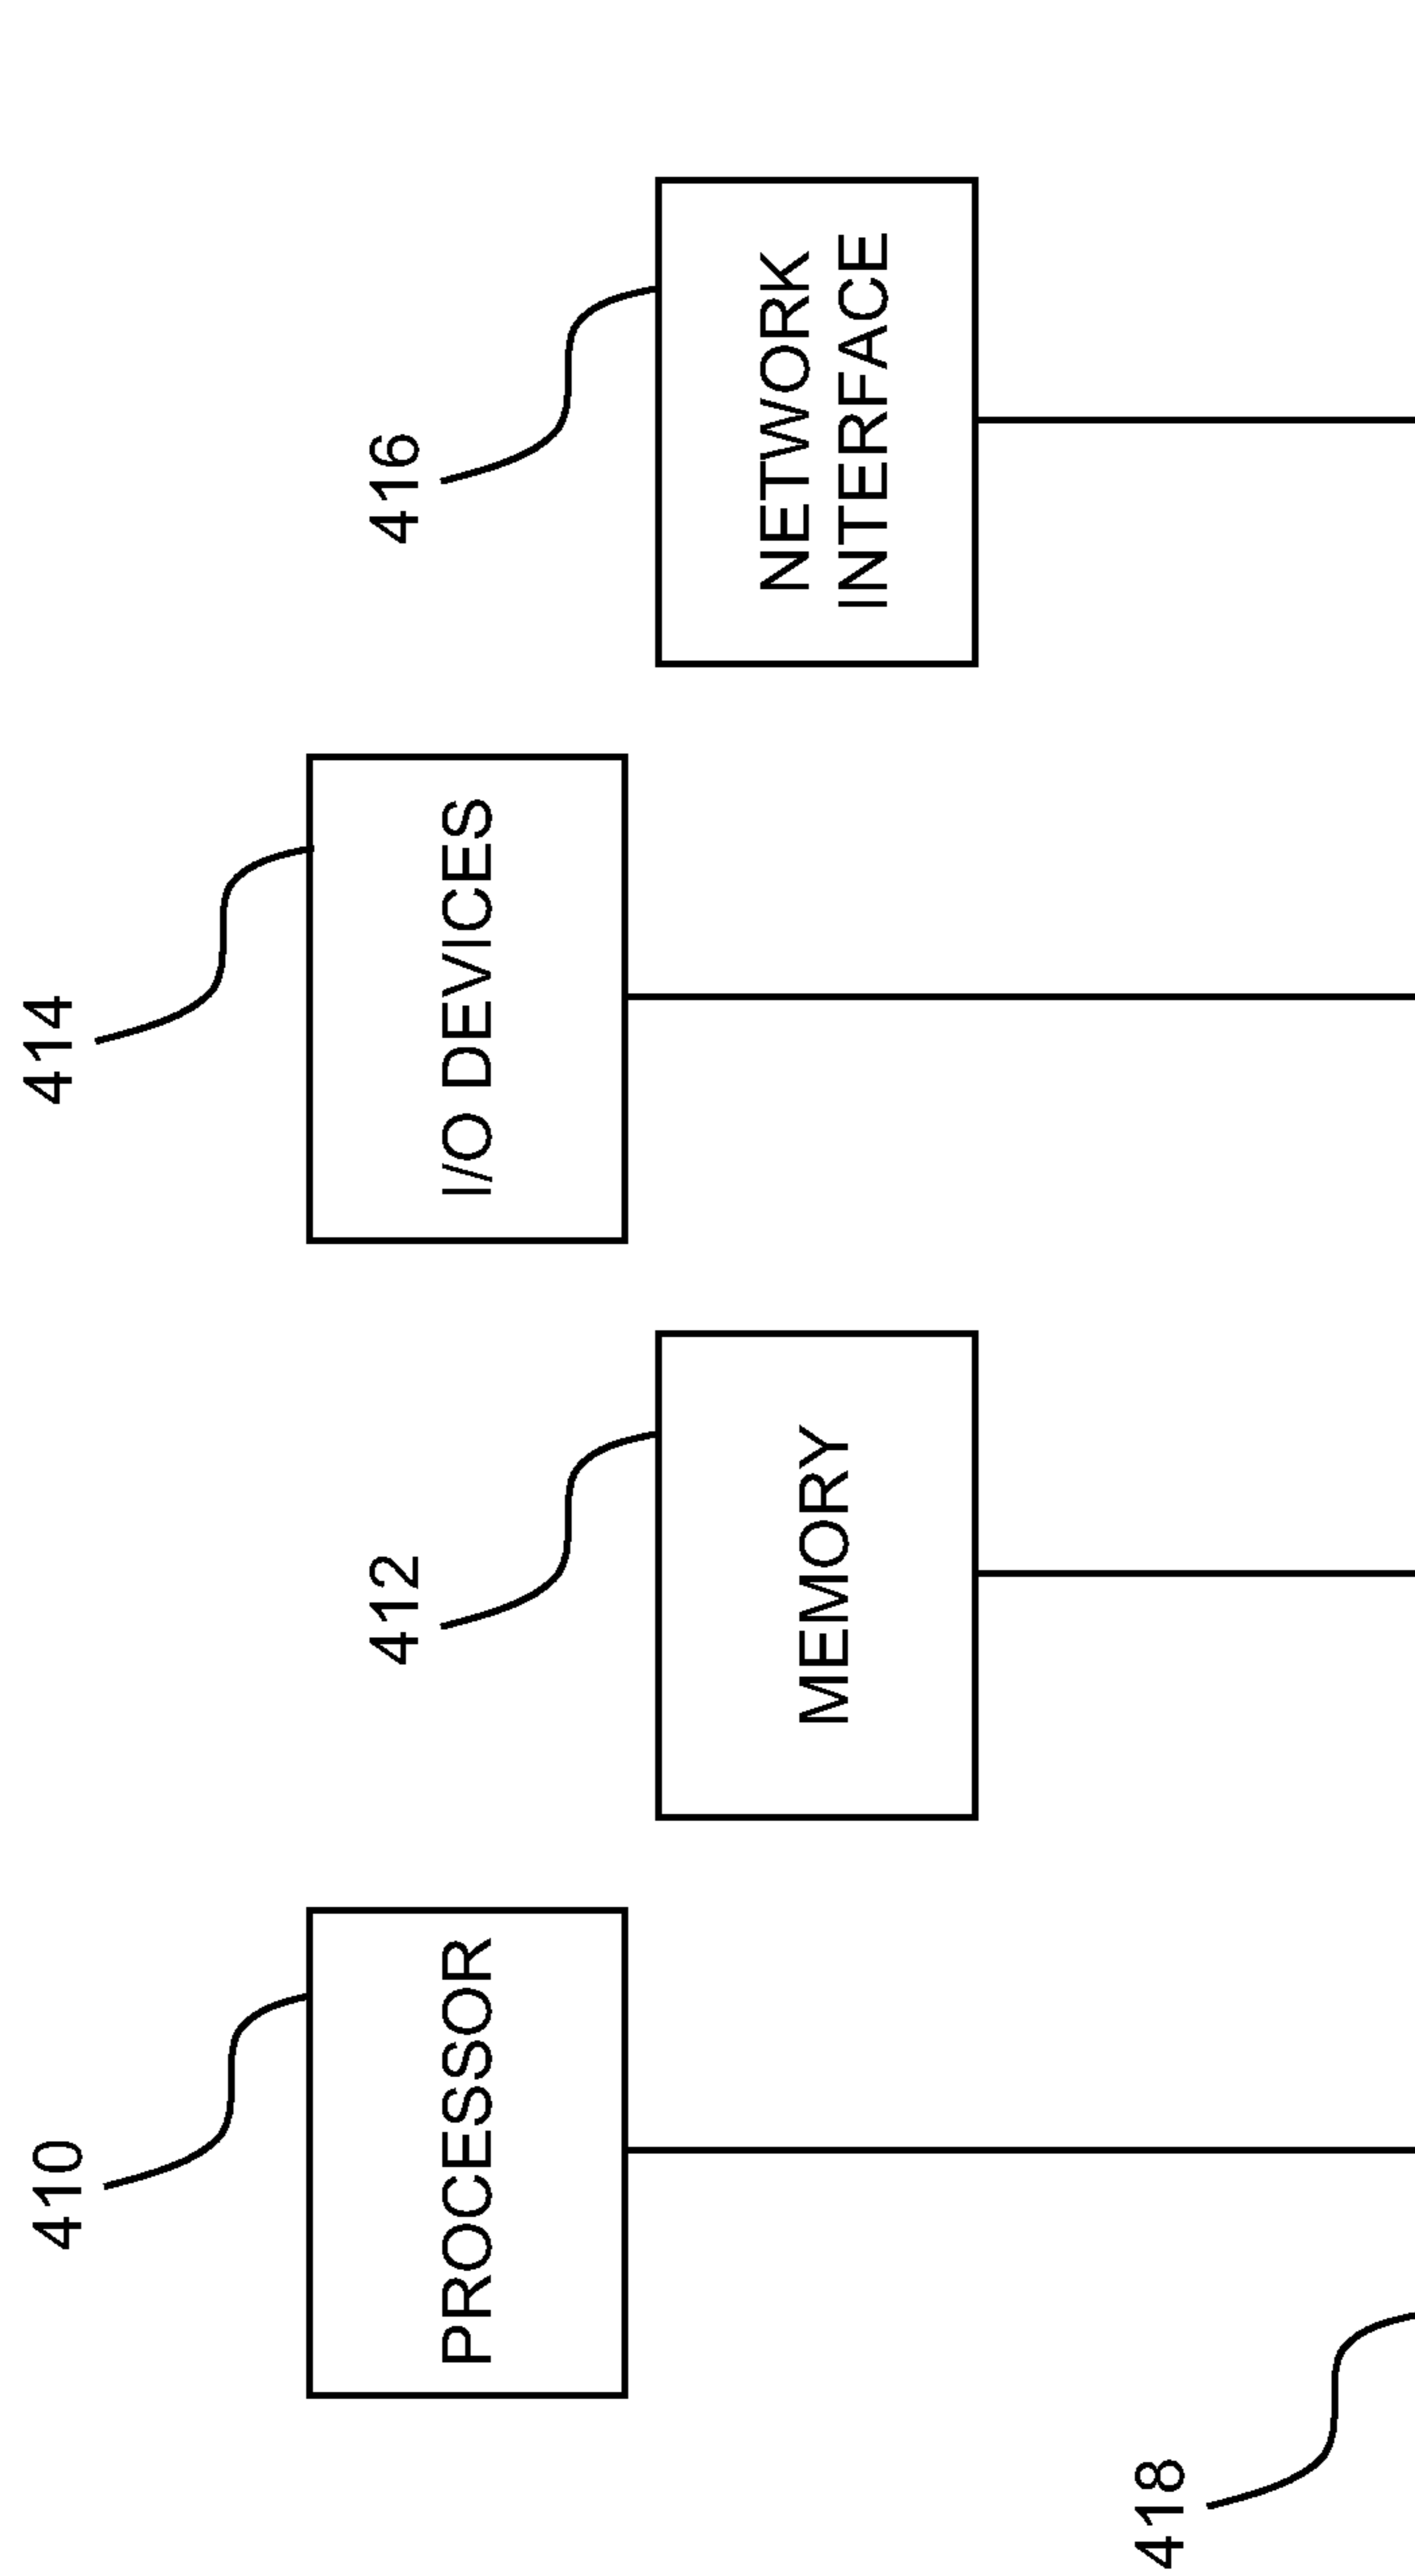 414
410
I/O DEVICES
PROCESSOR
416
412
NETWORK
INTERFACE
MEMORY
418